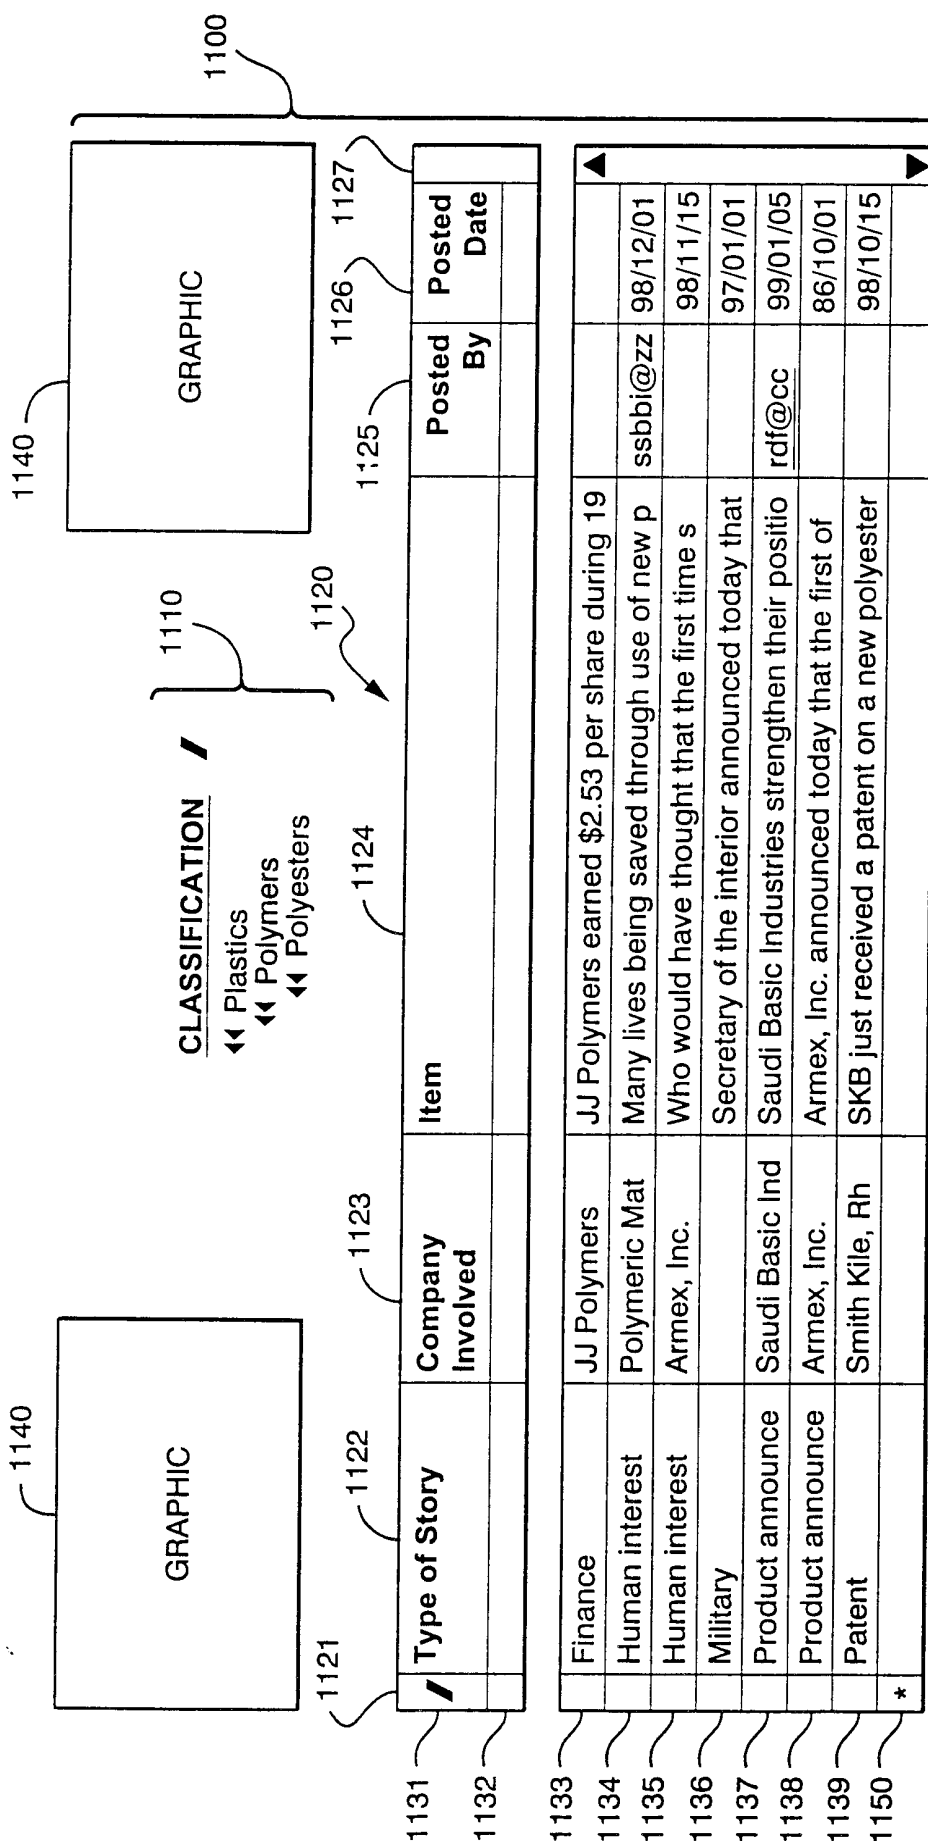 1140
1140
1100
GRAPHIC
GRAPHIC
CLASSIFICATION
1110
Plastics
Polymers
Polyesters
1120
1121
1122
1123
1124
1125
1126
1127
1131 Type of Story Company Involved Item Posted By Posted Date
1132
1133 Finance JJ Polymers JJ Polymers earned $2.53 per share during 19
1134 Human interest Polymeric Mat Many lives being saved through use of new p ssbbi@zz 98/12/01
1135 Human interest Armex, Inc. Who would have thought that the first time s 98/11/15
1136 Military Secretary of the interior announced today that 97/01/01
1137 Product announce Saudi Basic Ind Saudi Basic Industries strengthen their positio rdf@cc 99/01/05
1138 Product announce Armex, Inc. Armex, Inc. announced today that the first of 86/10/01
1139 Patent Smith Kile, Rh SKB just received a patent on a new polyester 98/10/15
1150 *